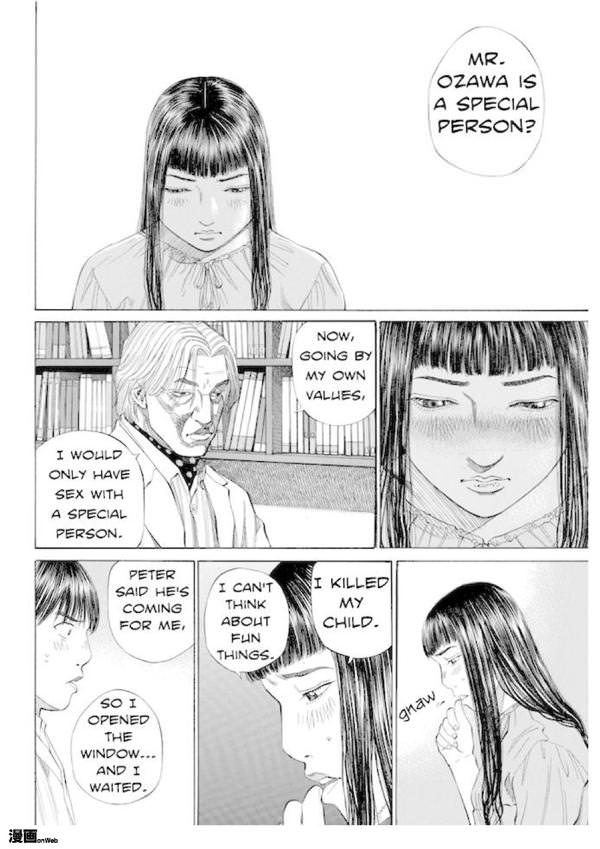 MR.
OZAWA IS
A SPECIAL
PERSON?
NOW,
GOING BY
MY OWN
VALUES,
I WOULD
ONLY HAVE
SEX WITH
A SPECIAL
PERSON.
gnaw
I KILLED
MY
CHILD.
I CAN'T
THINK
ABOUT
FUN
THINGS.
PETER
SAID HE'S
COMING
FOR ME,
SO I
OPENED
THE
WINDOW...
AND I
WAITED.
漫画onWeb